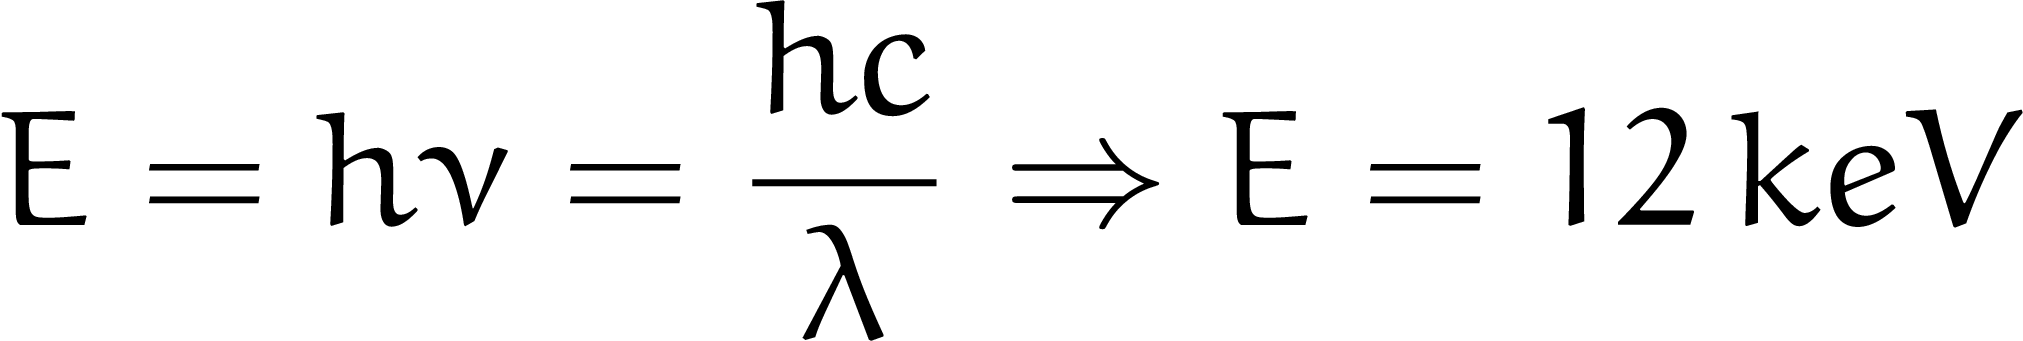 E = hν = hc/λ ⇒ E = 12 keV